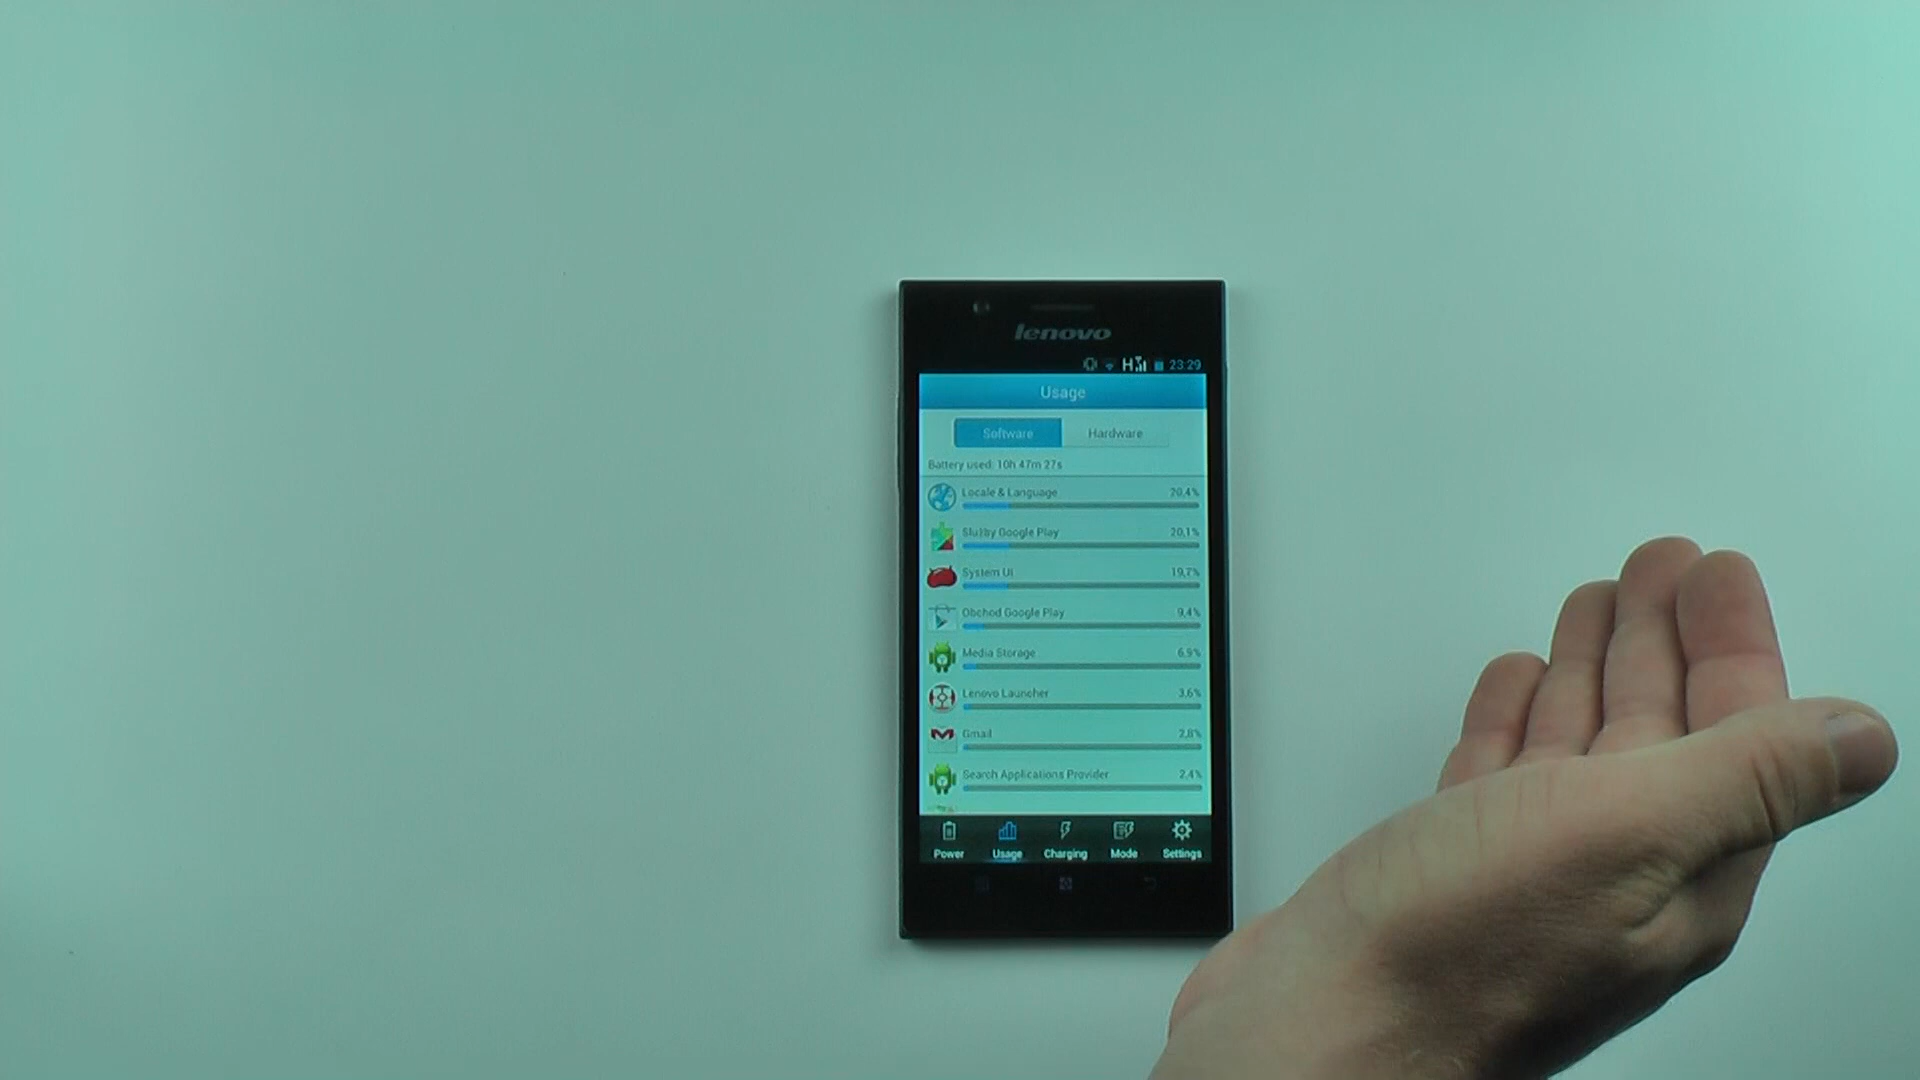 lenovo
H 23:29
Usage
Software Hardware
Battery used: 10h 47m 27s
Locale & Language 20,4%
Služby Google Play 20,1%
System UI 19,7%
Obchod Google Play 9,4%
Media Storage 6,9%
Lenovo Launcher 3,6%
Gmail 2,8%
Search Applications Provider 2,4%
Power Usage Charging Mode Settings